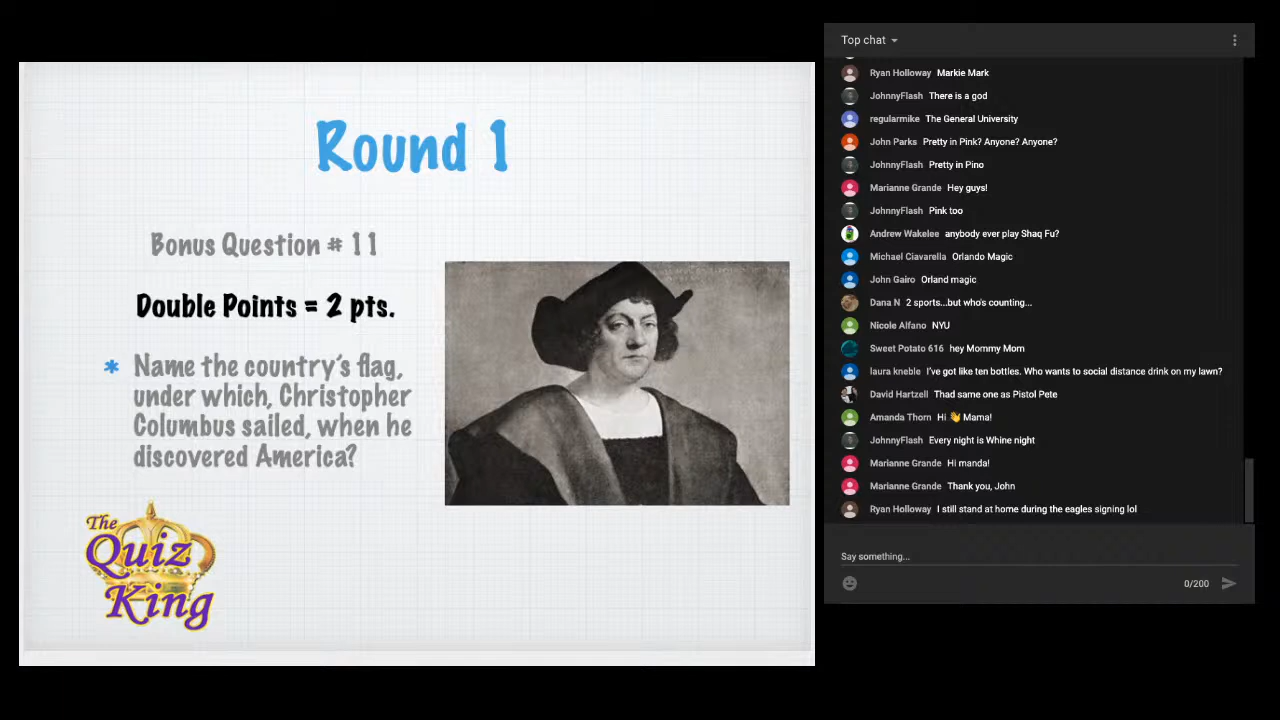 Round 1
Bonus Question # 11
Double Points = 2 pts.
* Name the country's flag,
under which, Christopher
Columbus sailed, when he
discovered America?
The
Quiz
King
Top chat
Ryan Holloway Markie Mark
JohnnyFlash There is a god
regularmike The General University
John Parks Pretty in Pink? Anyone? Anyone?
JohnnyFlash Pretty in Pino
Marianne Grande Hey guys!
JohnnyFlash Pink too
Andrew Wakelee anybody ever play Shaq Fu?
Michael Ciavarella Orlando Magic
John Gairo Orland magic
Dana N 2 sports...but who's counting...
Nicole Alfano NYU
Sweet Potato 616 hey Mommy Mom
laura kneble I've got like ten bottles. Who wants to social distance drink on my lawn?
David Hartzell Thad same one as Pistol Pete
Amanda Thorn Hi 👋 Mama!
JohnnyFlash Every night is Whine night
Marianne Grande Hi manda!
Marianne Grande Thank you, John
Ryan Holloway I still stand at home during the eagles signing lol
Say something...
0/200